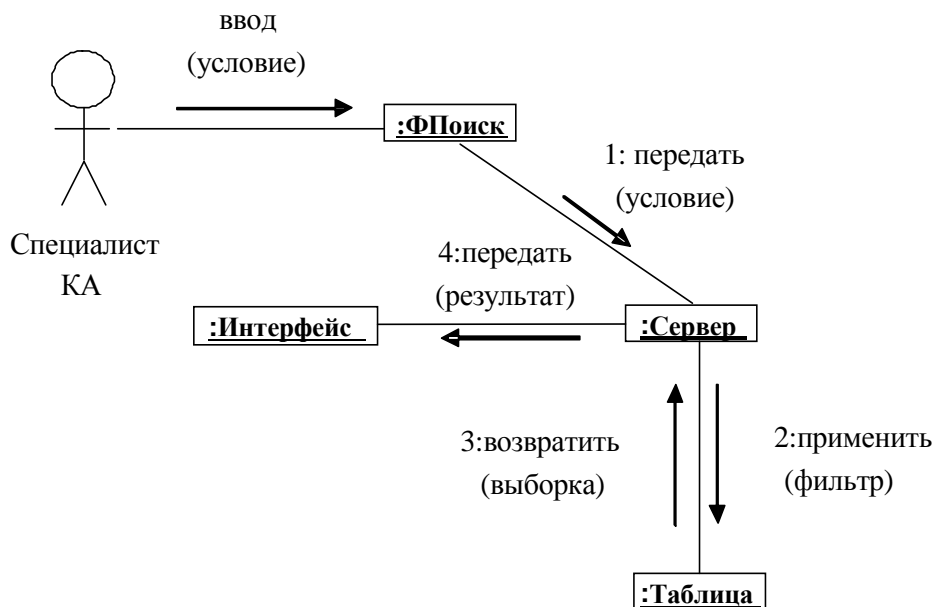 ввод
(условие)
:ФПоиск
1: передать
(условие)
Специалист
КА
4:передать
(результат)
:Интерфейс
:Сервер
3:возвратить
(выборка)
2:применить
(фильтр)
:Таблица